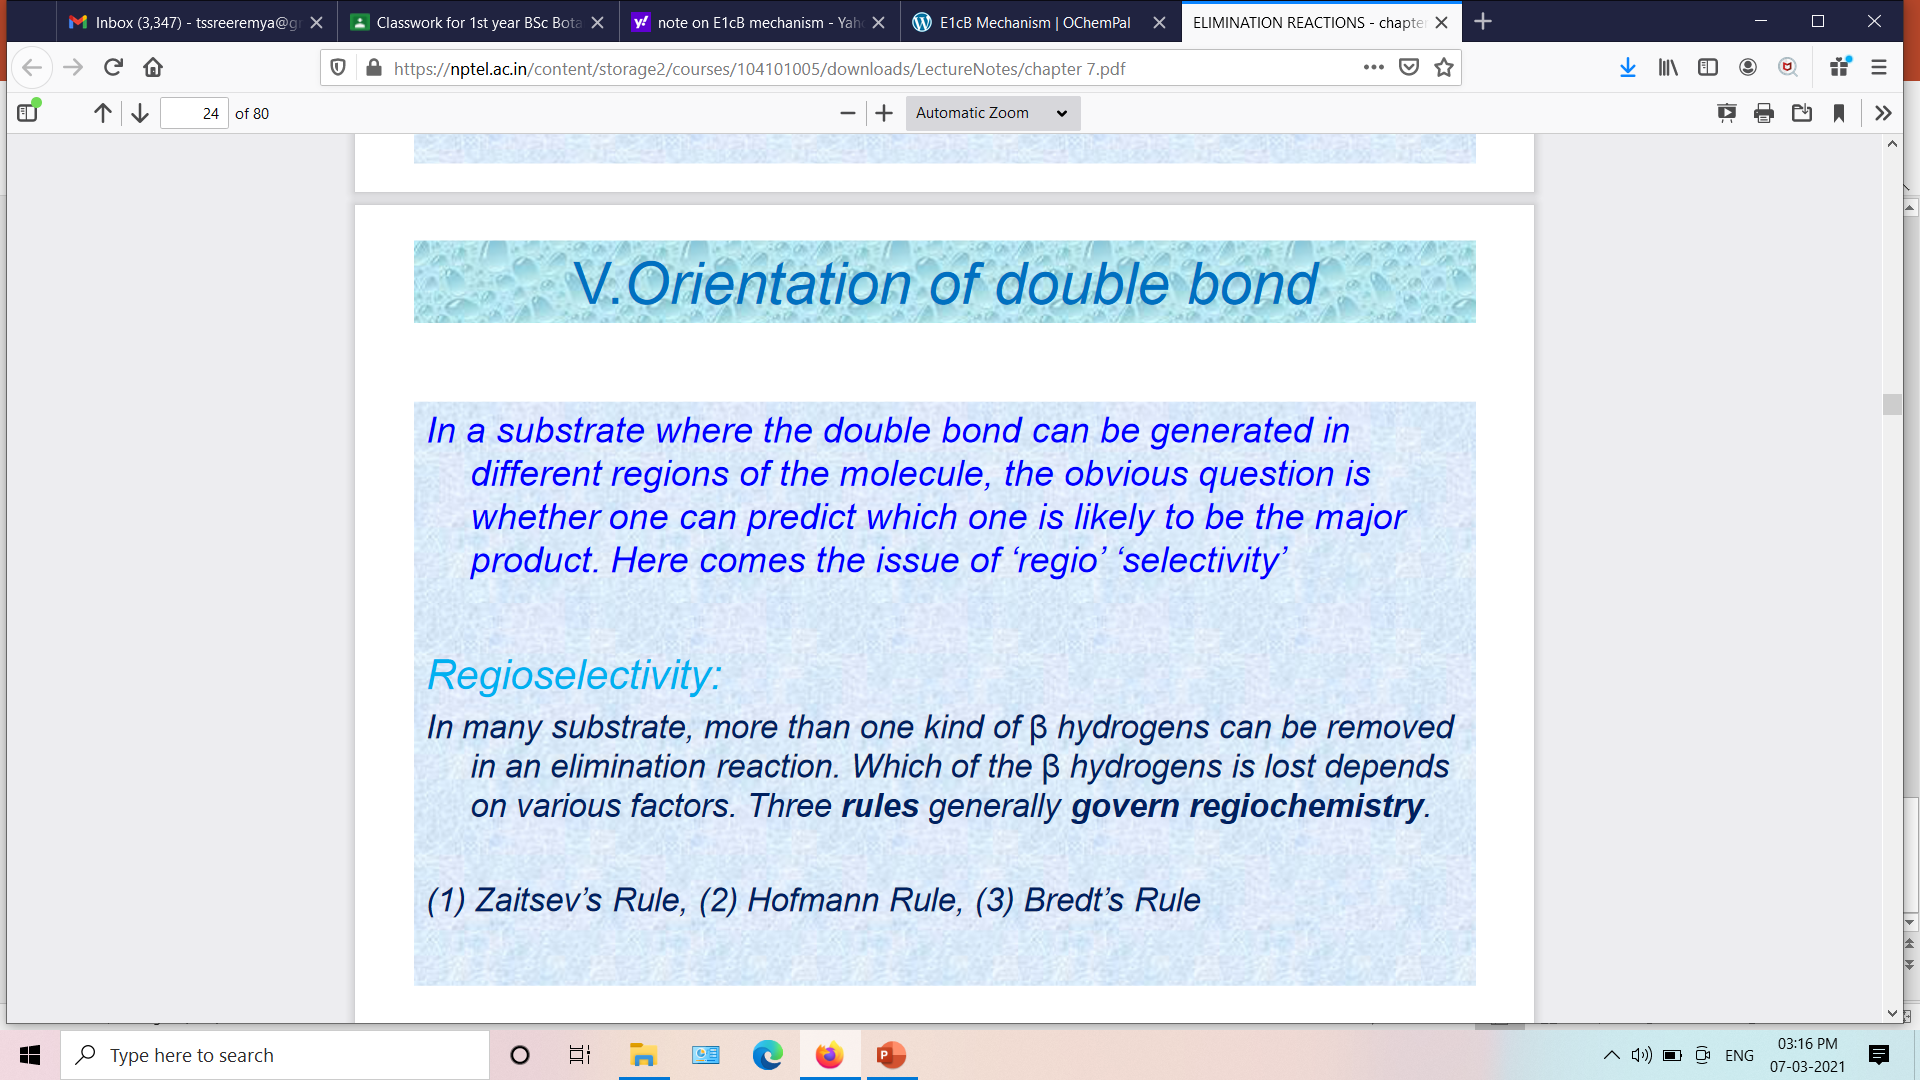 Inbox (3,347) - tssreeremya@g
Classwork for 1st year BSc Bota
note on E1cB mechanism - Yah
E1cB Mechanism | OChemPal
ELIMINATION REACTIONS - chapte
https://nptel.ac.in/content/storage2/courses/104101005/downloads/LectureNotes/chapter 7.pdf
24 of 80
Automatic Zoom
V.Orientation of double bond
In a substrate where the double bond can be generated in
different regions of the molecule, the obvious question is
whether one can predict which one is likely to be the major
product. Here comes the issue of ‘regio’ ‘selectivity’
Regioselectivity:
In many substrate, more than one kind of β hydrogens can be removed
in an elimination reaction. Which of the β hydrogens is lost depends
on various factors. Three rules generally govern regiochemistry.
(1) Zaitsev’s Rule, (2) Hofmann Rule, (3) Bredt’s Rule
Type here to search
ENG
03:16 PM
07-03-2021